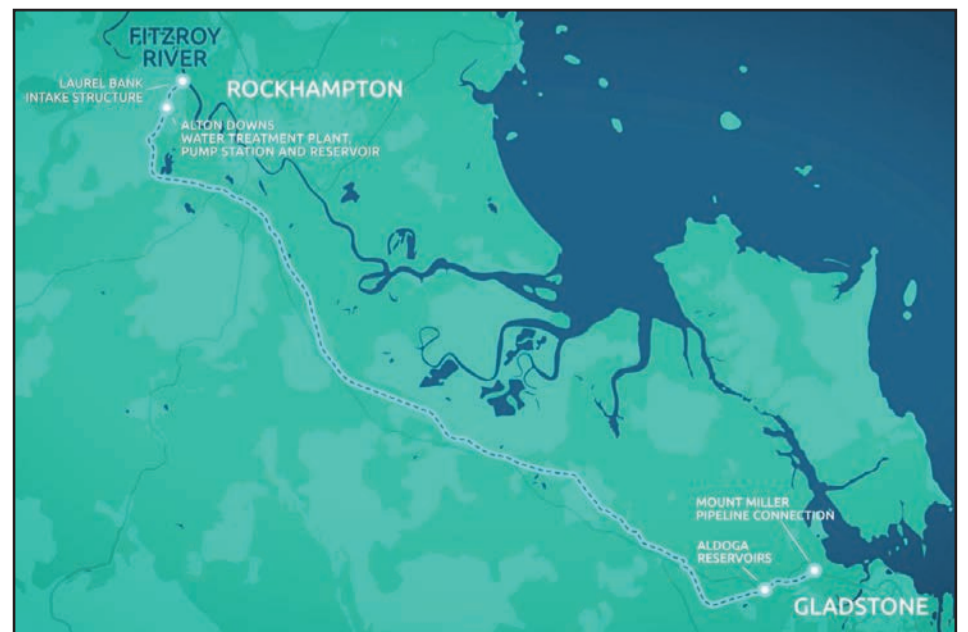 FITZROY
RIVER
LAUREL BANK
INTAKE STRUCTURE
ROCKHAMPTON
ALTON DOWNS
WATER TREATMENT PLANT,
PUMP STATION AND RESERVOIR
MOUNT MILLER
PIPELINE CONNECTION
ALDOGA
RESERVOIRS
GLADSTONE